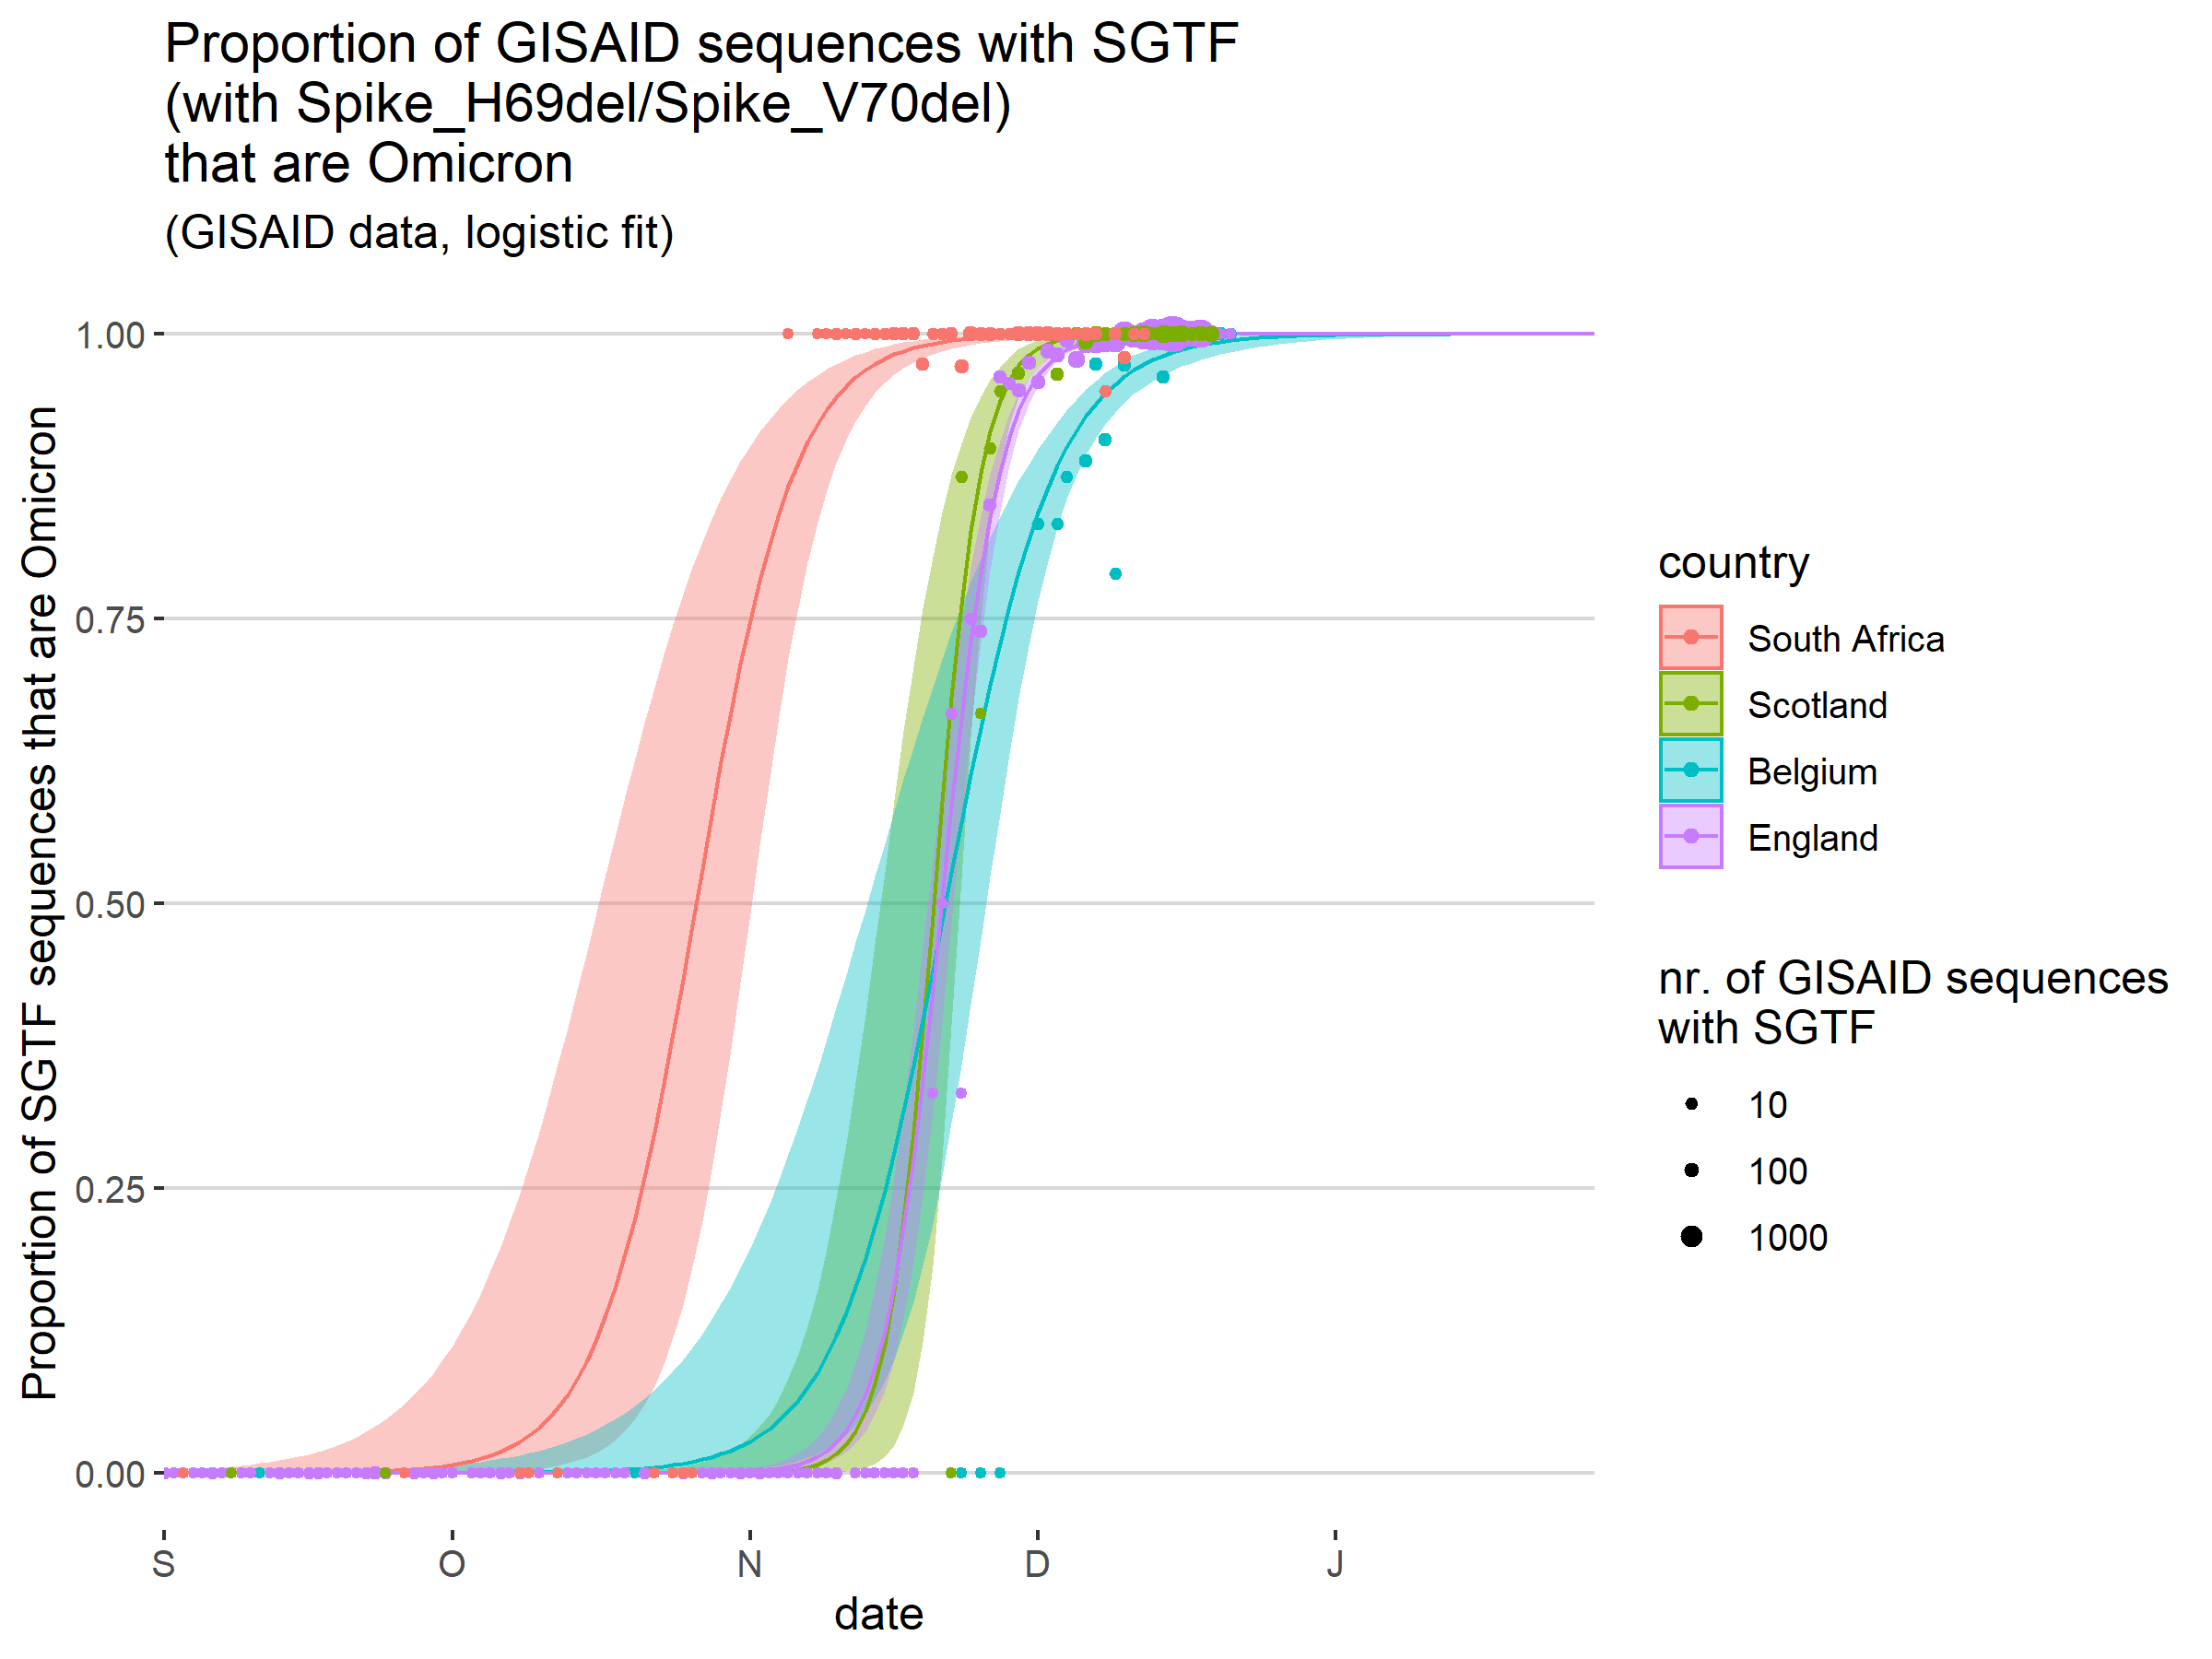 Proportion of GISAID sequences with SGTF
(with Spike_H69del/Spike_V70del)
that are Omicron
(GISAID data, logistic fit)
Proportion of SGTF sequences that are Omicron
1.00
0.75
0.50
0.25
0.00
S O N D J
date
country
South Africa
Scotland
Belgium
England
nr. of GISAID sequences
with SGTF
10
100
1000